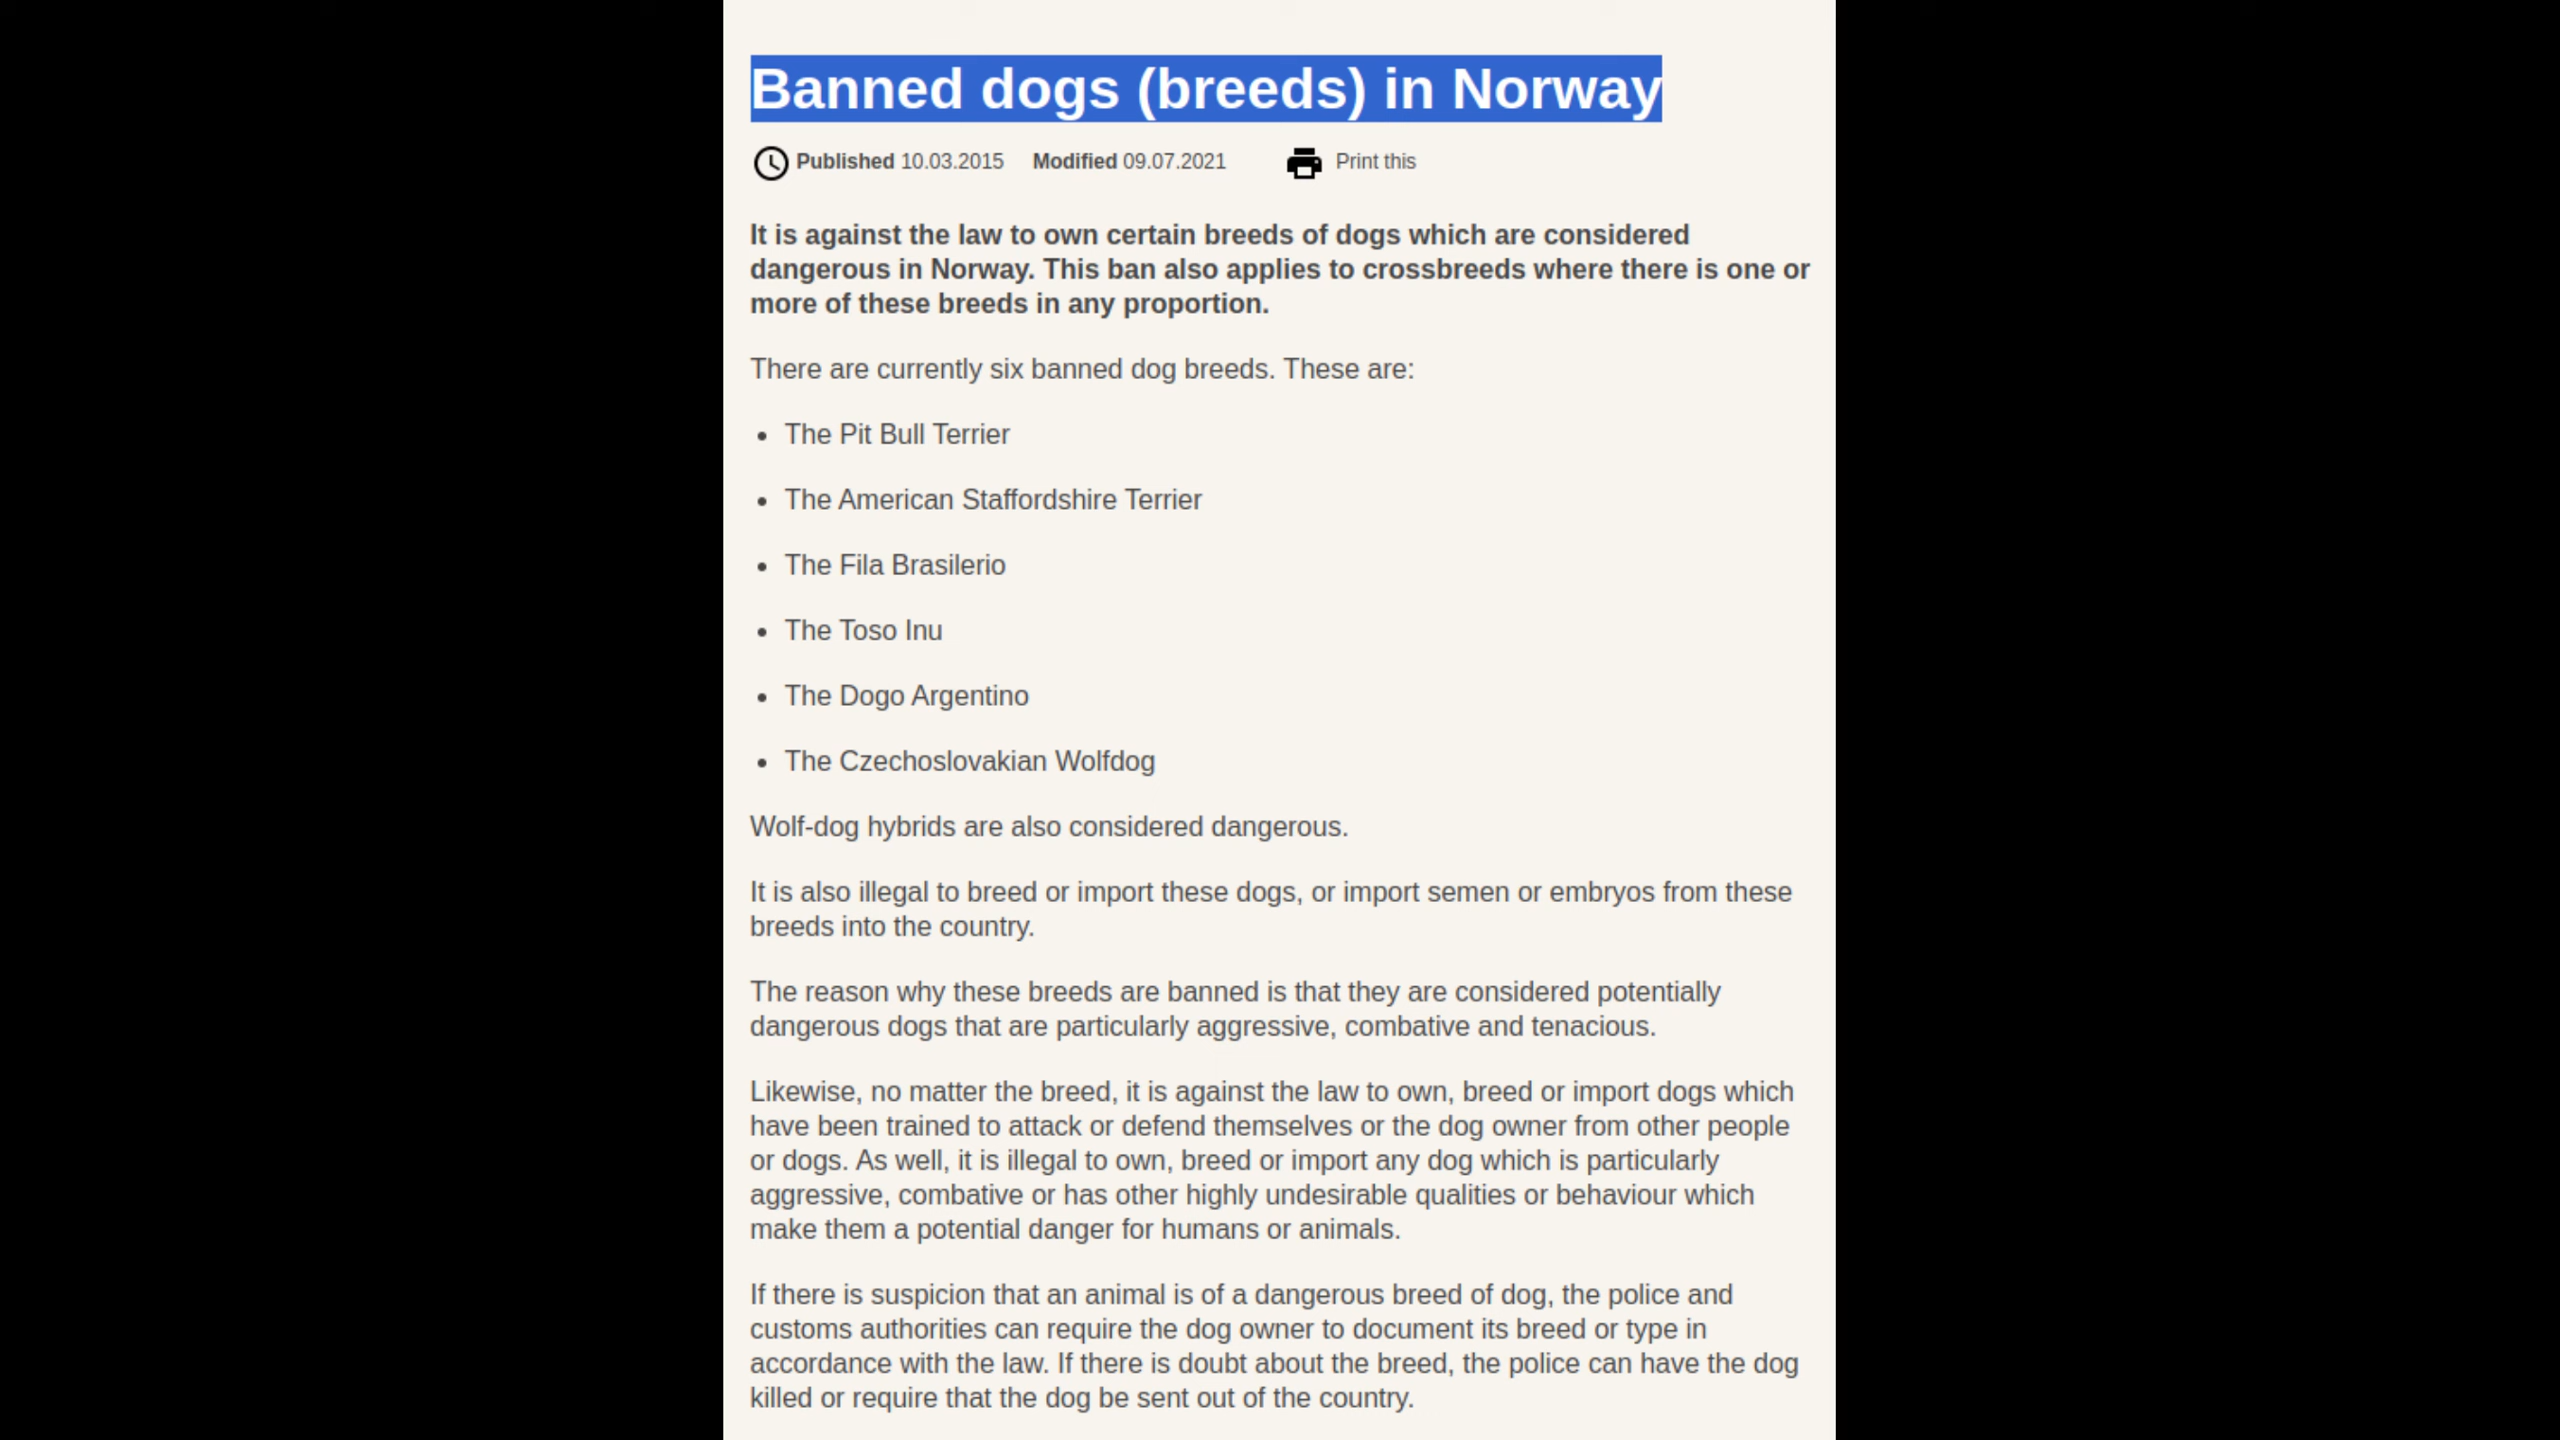 Banned dogs (breeds) in Norway
Published 10.03.2015 Modified 09.07.2021 Print this
It is against the law to own certain breeds of dogs which are considered
dangerous in Norway. This ban also applies to crossbreeds where there is one or
more of these breeds in any proportion.
There are currently six banned dog breeds. These are:
• The Pit Bull Terrier
• The American Staffordshire Terrier
• The Fila Brasilerio
• The Toso Inu
• The Dogo Argentino
• The Czechoslovakian Wolfdog
Wolf-dog hybrids are also considered dangerous.
It is also illegal to breed or import these dogs, or import semen or embryos from these
breeds into the country.
The reason why these breeds are banned is that they are considered potentially
dangerous dogs that are particularly aggressive, combative and tenacious.
Likewise, no matter the breed, it is against the law to own, breed or import dogs which
have been trained to attack or defend themselves or the dog owner from other people
or dogs. As well, it is illegal to own, breed or import any dog which is particularly
aggressive, combative or has other highly undesirable qualities or behaviour which
make them a potential danger for humans or animals.
If there is suspicion that an animal is of a dangerous breed of dog, the police and
customs authorities can require the dog owner to document its breed or type in
accordance with the law. If there is doubt about the breed, the police can have the dog
killed or require that the dog be sent out of the country.